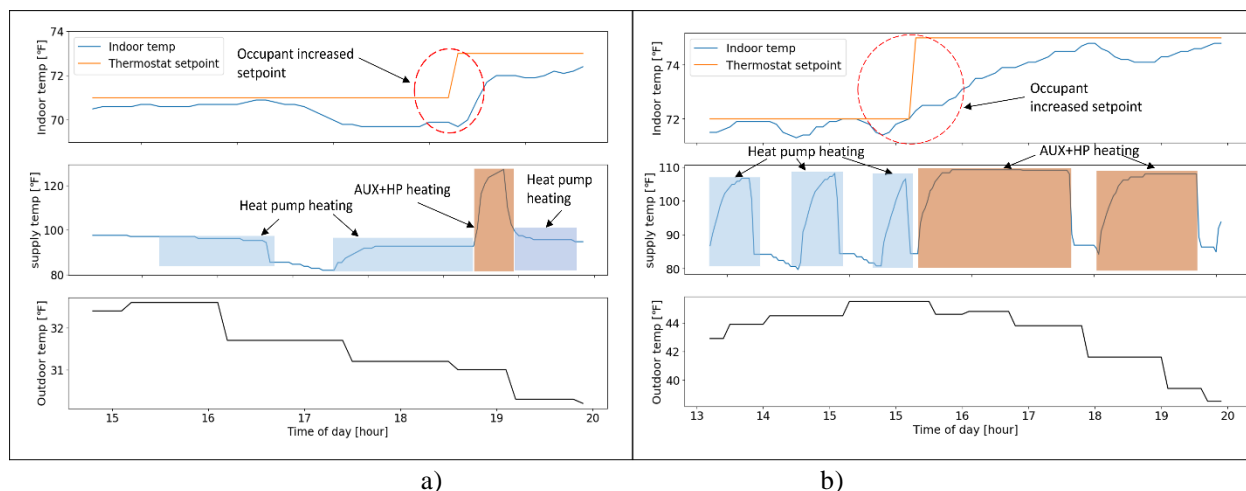 a)
74
72
70
Indoor temp [°F]
Indoor temp
Thermostat setpoint
Occupant increased
setpoint
120
100
80
supply temp [°F]
Heat pump heating
AUX+HP heating
Heat pump
heating
32
31
Outdoor temp [°F]
15
16
17
18
19
20
Time of day [hour]
b)
74
72
Indoor temp [°F]
Indoor temp
Thermostat setpoint
Occupant
increased setpoint
110
100
90
80
supply temp [°F]
Heat pump heating
AUX+HP heating
44
42
40
Outdoor temp [°F]
13
14
15
15
16
17
18
19
20
Time of day [hour]
a)
b)